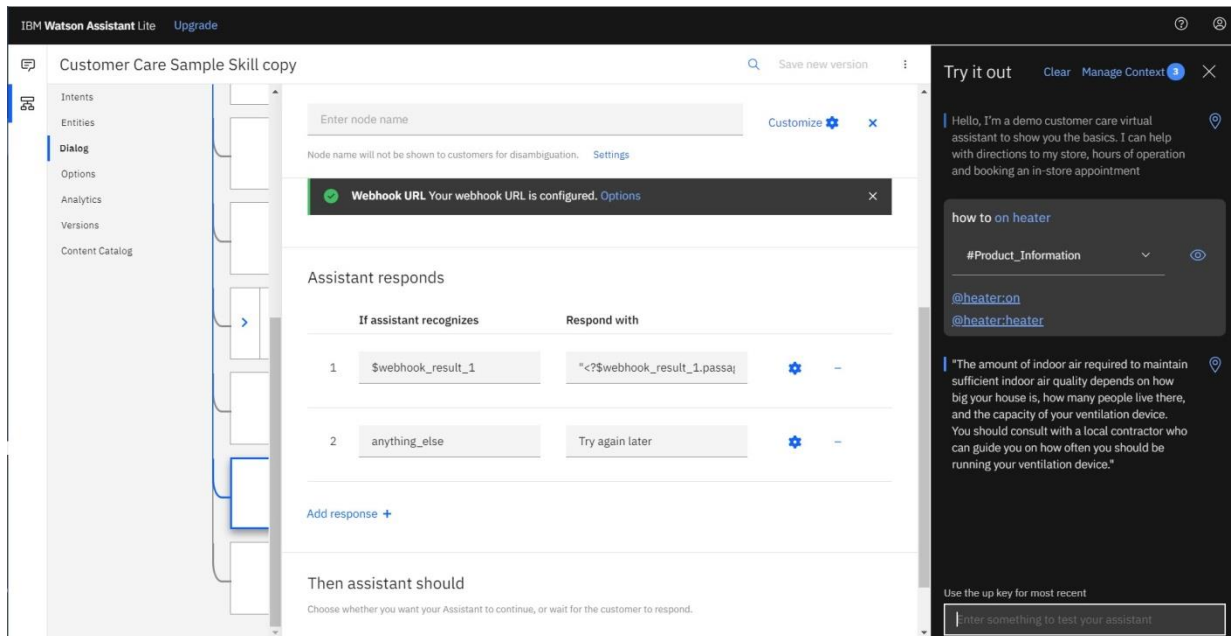 IBM Watson Assistant Lite Upgrade
Customer Care Sample Skill copy
Save new version
Intents
Entities
Dialog
Options
Analytics
Versions
Content Catalog
Enter node name
Customize
Node name will not be shown to customers for disambiguation. Settings
Webhook URL Your webhook URL is configured. Options
Assistant responds
If assistant recognizes Respond with
1 $webhook_result_1 "<?$webhook_result_1.passag
2 anything_else Try again later
Add response +
Then assistant should
Choose whether you want your Assistant to continue, or wait for the customer to respond.
Try it out Clear Manage Context 3
Hello, I'm a demo customer care virtual
assistant to show you the basics. I can help
with directions to my store, hours of operation
and booking an in-store appointment
how to on heater
#Product_Information
@heater:on
@heater:heater
"The amount of indoor air required to maintain
sufficient indoor air quality depends on how
big your house is, how many people live there,
and the capacity of your ventilation device.
You should consult with a local contractor who
can guide you on how often you should be
running your ventilation device."
Use the up key for most recent
Enter something to test your assistant